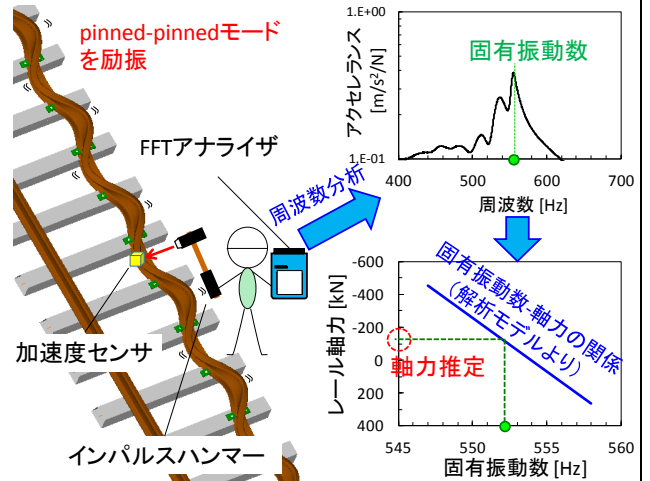 pinned-pinnedモード
を励振
FFTアナライザ
加速度センサ
インパルスハンマー
周波数分析
アクセレランス
[m/s²/N]
1.E+00
1.E-01
固有振動数
400 500 600 700
周波数 [Hz]
レール軸力 [kN]
-600
-400
-200
0
200
400
固有振動数-軸力の関係
（解析モデルより）
軸力推定
545 550 555 560
固有振動数 [Hz]